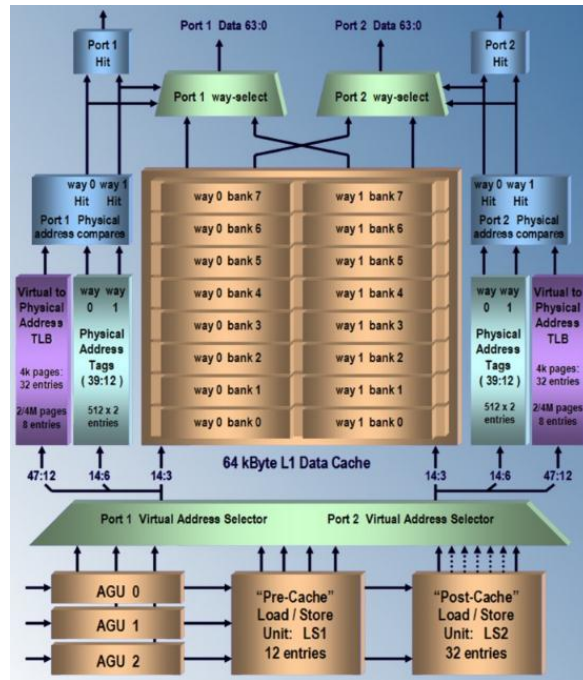 Port 1 Data 63:0
Port 2 Data 63:0
Port 1
Hit
Port 2
Hit
Port 1 way-select
Port 2 way-select
way 0 way 1
Hit Hit
Port 1 Physical
address compares
way 0 way 1
Hit Hit
Port 2 Physical
address compares
way 0 bank 7
way 1 bank 7
way 0 bank 6
way 1 bank 6
way 0 bank 5
way 1 bank 5
way 0 bank 4
way 1 bank 4
way 0 bank 3
way 1 bank 3
way 0 bank 2
way 1 bank 2
way 0 bank 1
way 1 bank 1
way 0 bank 0
way 1 bank 0
Virtual to
Physical
Address
TLB
4k pages:
32 entries
2/4M pages
8 entries
way way
0 1
Physical
Address
Tags
( 39:12 )
512 x 2
entries
way way
0 1
Physical
Address
Tags
( 39:12 )
512 x 2
entries
Virtual to
Physical
Address
TLB
4k pages:
32 entries
2/4M pages
8 entries
64 kByte L1 Data Cache
47:12
14:6
14:3
14:3
14:6
47:12
Port 1 Virtual Address Selector
Port 2 Virtual Address Selector
AGU 0
AGU 1
AGU 2
"Pre-Cache"
Load / Store
Unit: LS1
12 entries
"Post-Cache"
Load / Store
Unit: LS2
32 entries